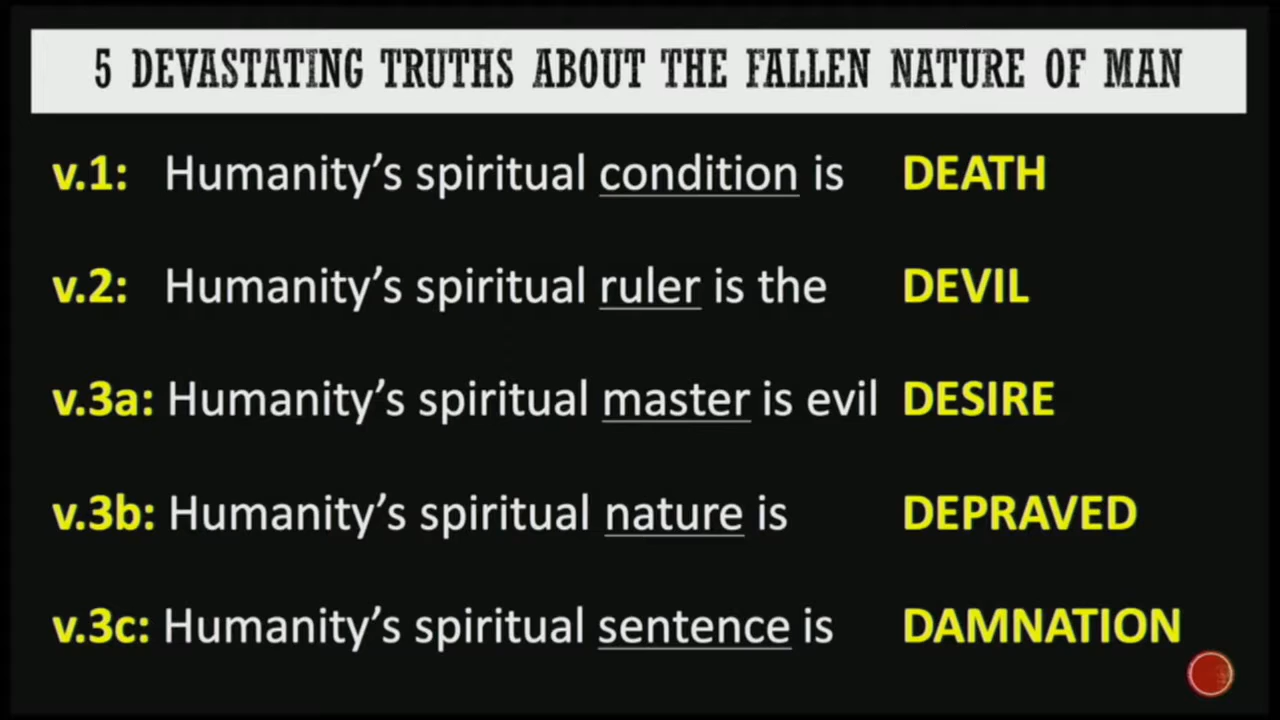 5 DEVASTATING TRUTHS ABOUT THE FALLEN NATURE OF MAN
v.1: Humanity’s spiritual condition is DEATH
v.2: Humanity’s spiritual ruler is the DEVIL
v.3a: Humanity’s spiritual master is evil DESIRE
v.3b: Humanity’s spiritual nature is DEPRAVED
v.3c: Humanity’s spiritual sentence is DAMNATION